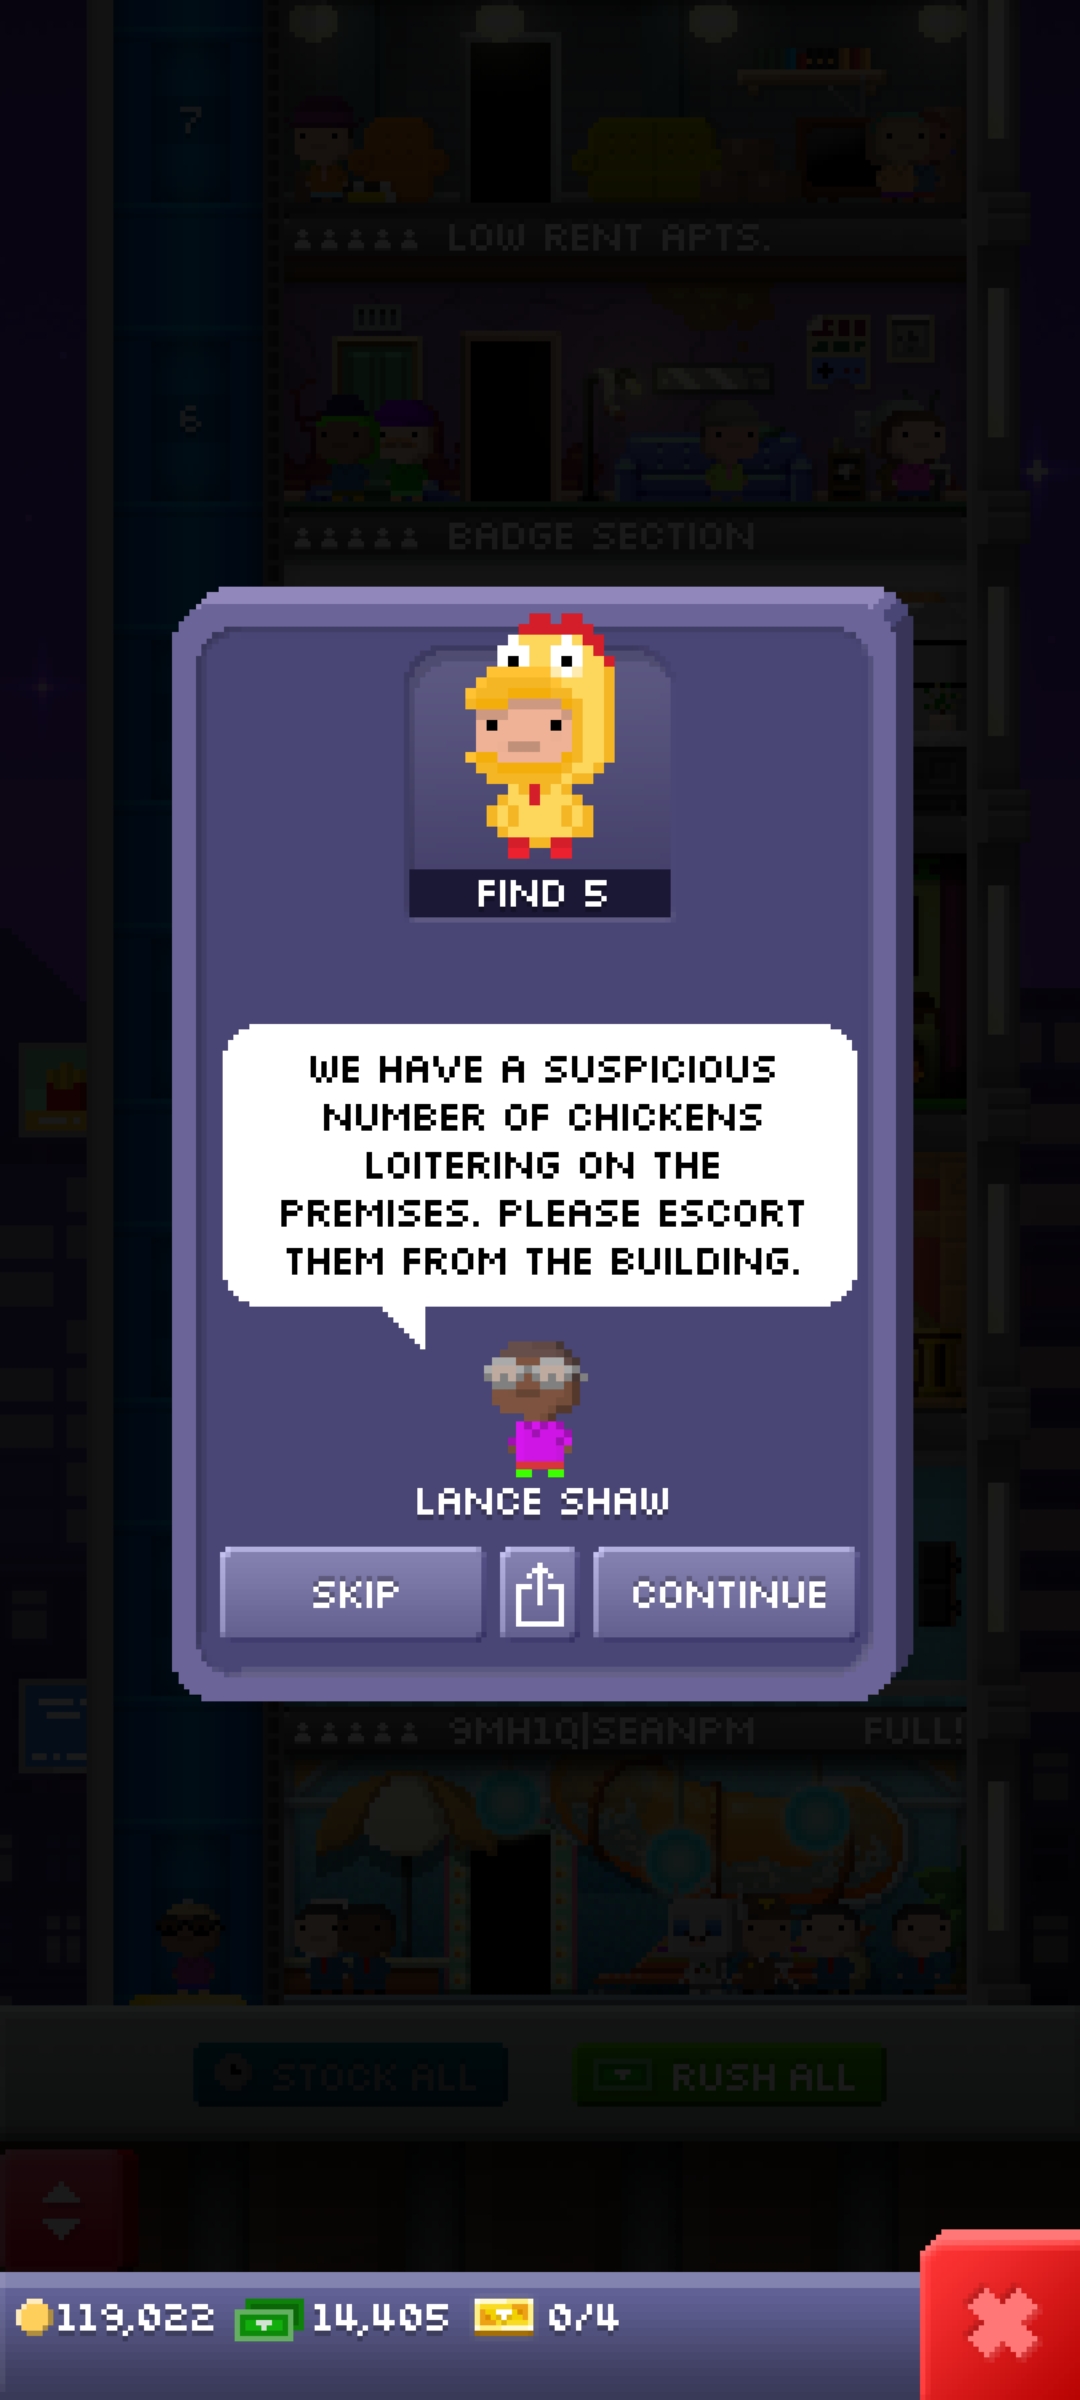 7
LOW RENT APTS.
6
BADGE SECTION
FIND 5
WE HAVE A SUSPICIOUS
NUMBER OF CHICKENS
LOITERING ON THE
PREMISES. PLEASE ESCORT
THEM FROM THE BUILDING.
LANCE SHAW
SKIP
CONTINUE
9MH1Q|SEANPM FULL!
STOCK ALL
RUSH ALL
119,022 14,405 0/4